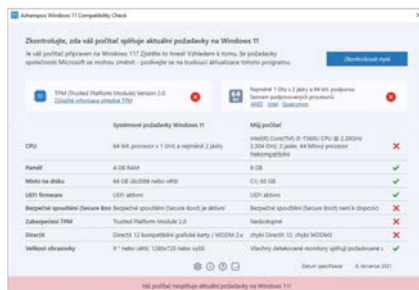 Ashampoo Windows 11 Compatibility Check
Zkontrolujte, zda váš počítač splňuje aktuální požadavky na Windows 11
Je váš počítač připraven na Windows 11? Zjistěte to hned! Vzhledem k tomu, že požadavky
společnosti Microsoft se mohou změnit - podívejte se na budoucí aktualizace tohoto programu.
Zkontrolovat nyní
TPM (Trusted Platform Module) Version 2.0
Důležité informace ohledně TPM
Nejméně 1 Ghz s 2 jádry a 64 bit. podporou
Seznam podporovaných procesorů:
AMD Intel Qualcomm
Systémové požadavky Windows 11 Můj počítač
CPU 64-bit. procesor s 1 GHz a nejméně 2 jádry
Intel(R) Core(TM) CPU @ 2.30GHz
2,304 GHz, 2 jádře, 64 bitový procesor
Nekompatibilní
Paměť 4 GB RAM 8 GB
Místo na disku 64 GB úložiště nebo větší C:\ 65 GB
UEFI firmware UEFI aktivní UEFI aktivní
Bezpečné spouštění (Secure Boo Bezpečné spouštění (Secure Boot) je aktivní Bezpečné spouštění (Secure Boot) není k dispozici
Zabezpečení TPM Trusted Platform Module 2.0 Nedostupné
DirectX DirectX 12 kompatibilní grafické karty / WDDM 2.x chybí DirectX 12, chybí WDDM2
Velikost obrazovky 9 " nebo větší, 1280x720 nebo vyšší Všechny detekované monitory splňují požadované
Datum specifikace 8. července 2021
Váš počítač nesplňuje aktuální požadavky na Windows 11!